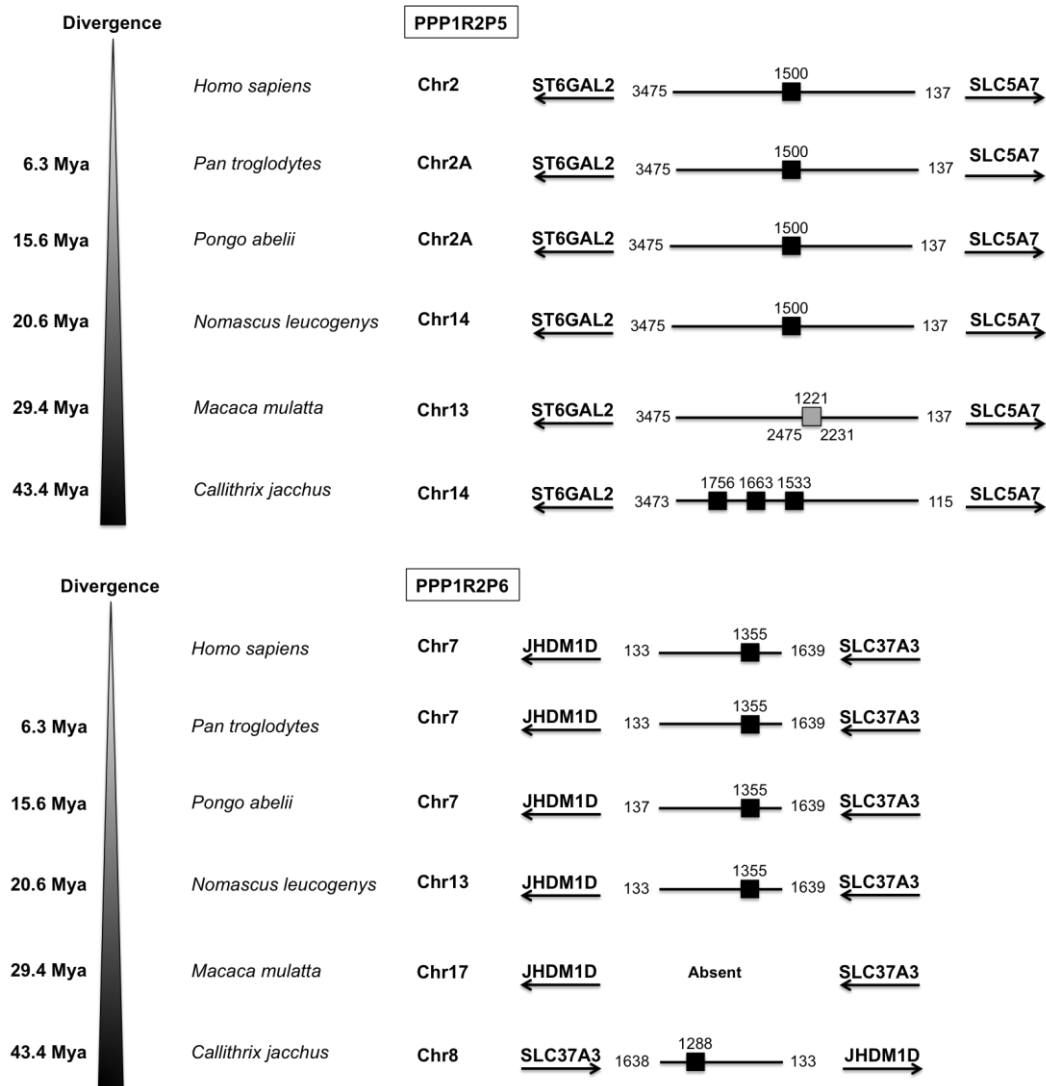 Divergence PPP1R2P5
1500
Homo sapiens Chr2 ST6GAL2 3475 137 SLC5A7
1500
6.3 Mya Pan troglodytes Chr2A ST6GAL2 3475 137 SLC5A7
1500
15.6 Mya Pongo abelii Chr2A ST6GAL2 3475 137 SLC5A7
1500
20.6 Mya Nomascus leucogenys Chr14 ST6GAL2 3475 137 SLC5A7
1221
29.4 Mya Macaca mulatta Chr13 ST6GAL2 3475 137 SLC5A7
2475 2231
1756 1663 1533
43.4 Mya Callithrix jacchus Chr14 ST6GAL2 3473 115 SLC5A7
Divergence PPP1R2P6
1355
Homo sapiens Chr7 JHDM1D 133 1639 SLC37A3
1355
6.3 Mya Pan troglodytes Chr7 JHDM1D 133 1639 SLC37A3
1355
15.6 Mya Pongo abelii Chr7 JHDM1D 137 1639 SLC37A3
1355
20.6 Mya Nomascus leucogenys Chr13 JHDM1D 133 1639 SLC37A3
29.4 Mya Macaca mulatta Chr17 JHDM1D Absent SLC37A3
1288
43.4 Mya Callithrix jacchus Chr8 SLC37A3 1638 133 JHDM1D